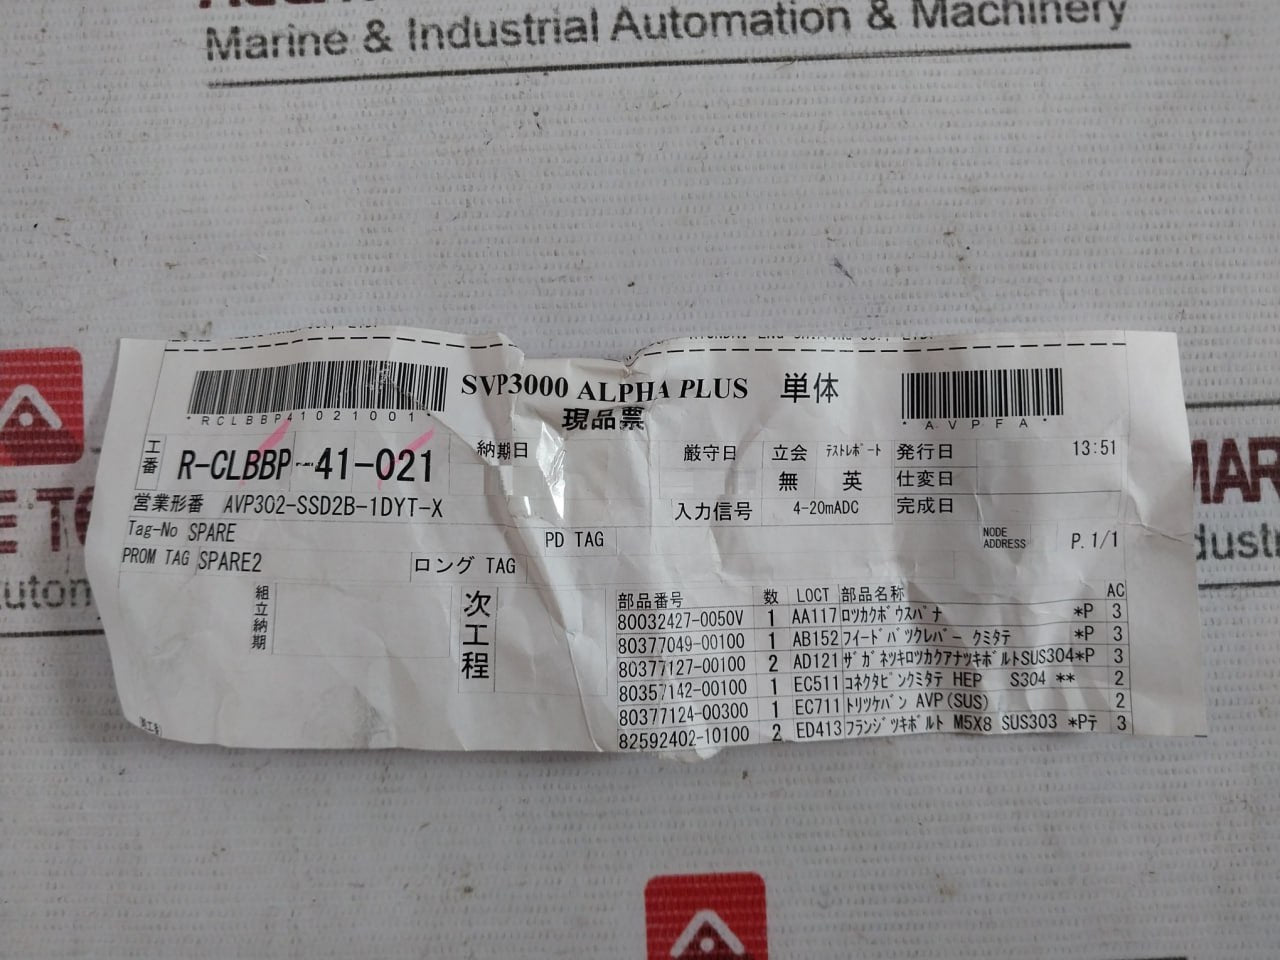 Marine & Industrial Automation & Machinery
SVP3000 ALPHA PLUS 単体
*RCLBBP41021001*
現品票
*AVPFA*
工番 R-CLBBP--41-021 納期日 厳守日 立会 ﾃｽﾄﾚﾎﾟｰﾄ 発行日 13:51
無 英 仕変日
営業形番 AVP302-SSD2B-1DYT-X 入力信号 4-20mADC 完成日
Tag-No SPARE PD TAG NODE ADDRESS P.1/1
PROM TAG SPARE2 ロング TAG
組立納期 次工程
部品番号 数 LOCT 部品名称 AC
80032427-0050V 1 AA117 ﾛﾂｶｸﾎﾞｳｽﾊﾟﾅ *P 3
80377049-00100 1 AB152 ﾌｲｰﾄﾞﾊﾞﾂｸﾚﾊﾞｰ ｸﾐﾀﾃ *P 3
80377127-00100 2 AD121 ｻﾞｶﾞﾈﾂｷﾛﾂｶｸｱﾅﾂｷﾎﾞﾙﾄSUS304*P 3
80357142-00100 1 EC511 ｺﾈｸﾀﾋﾟﾝｸﾐﾀﾃ HEP S304 ** 2
80377124-00300 1 EC711 ﾄﾘﾂｹﾊﾞﾝ AVP(SUS) 2
82592402-10100 2 ED413 ﾌﾗﾝｼﾞﾂｷﾎﾞﾙﾄ M5X8 SUS303 *Pﾃ 3
MAR
dustr
utom